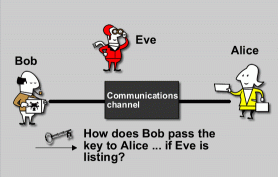 Eve
Bob
Alice
Communications
channel
How does Bob pass the
key to Alice ... if Eve is
listing?